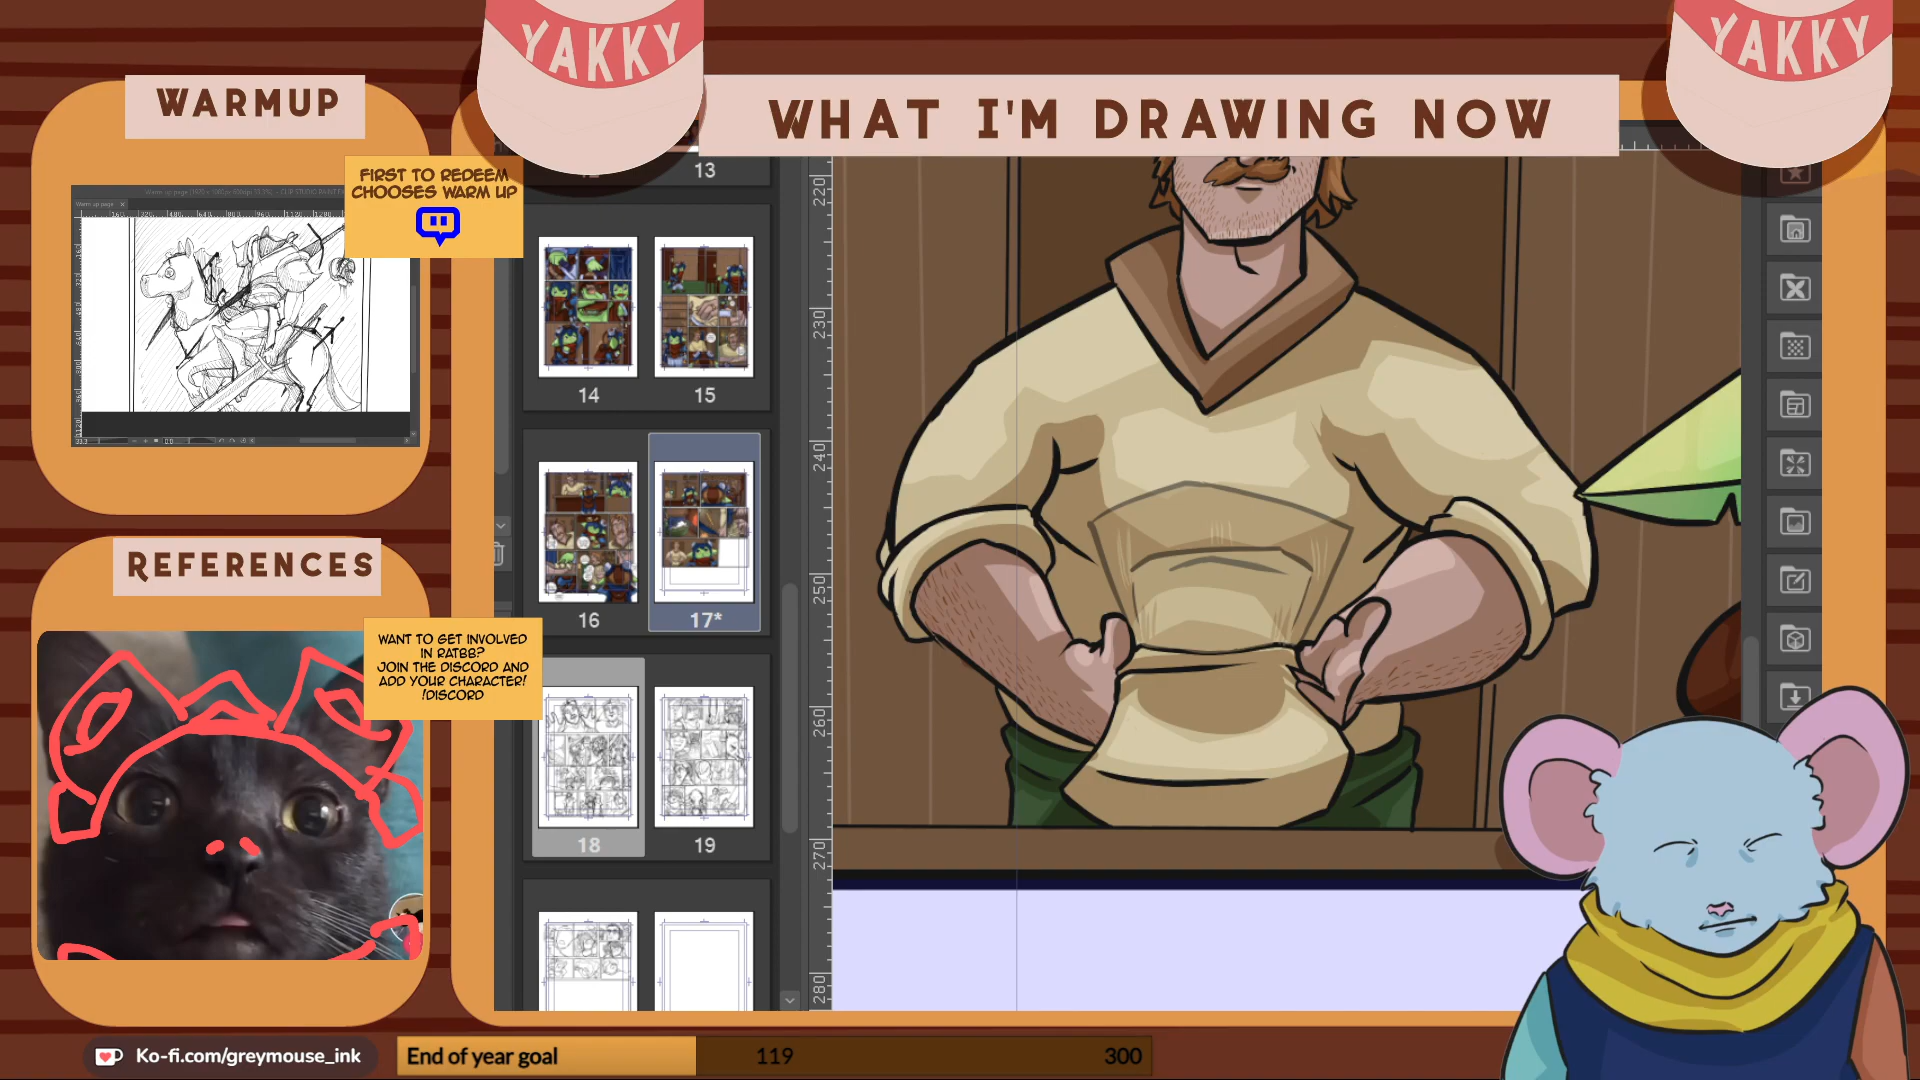 YAKKY
YAKKY
WARMUP
WHAT I'M DRAWING NOW
FIRST TO REDEEM
CHOOSES WARM UP
13
14
15
16
17*
18
19
220
230
240
250
260
270
280
REFERENCES
WANT TO GET INVOLVED
IN RAT88?
JOIN THE DISCORD AND
ADD YOUR CHARACTER!
!DISCORD
Ko-fi.com/greymouse_ink
End of year goal
119
300